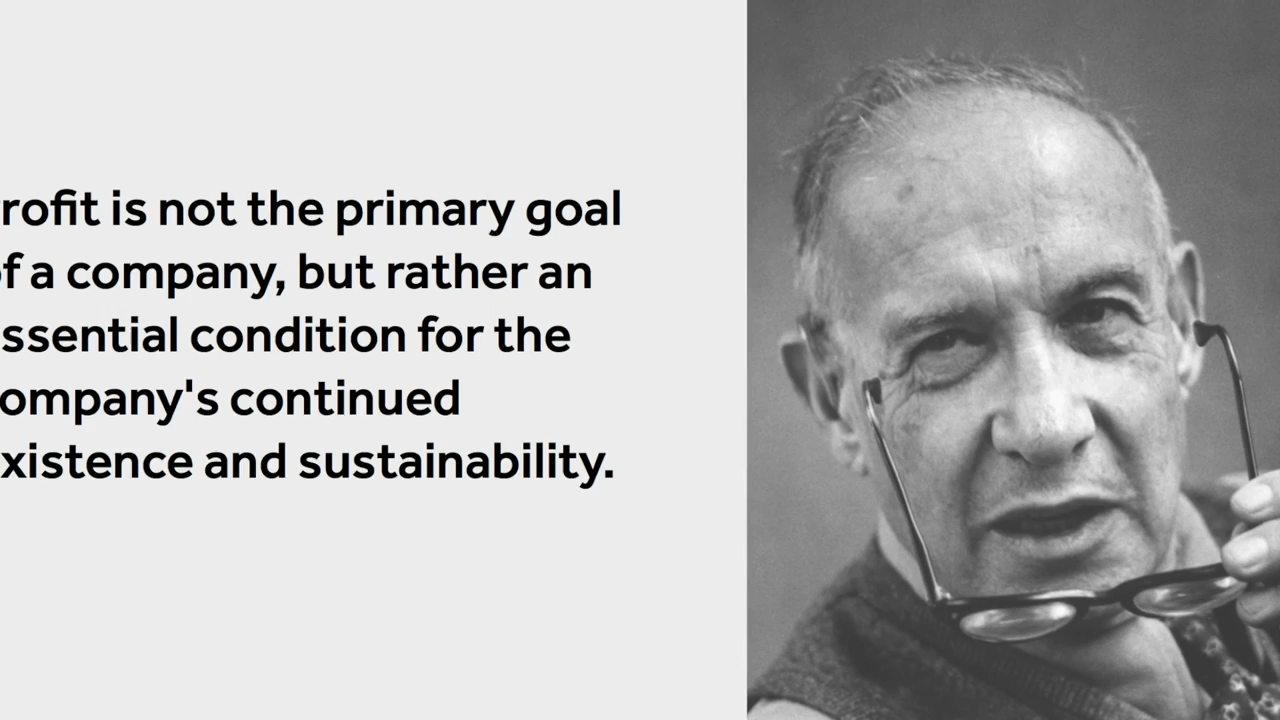 rofit is not the primary goal
of a company, but rather an
ssential condition for the
ompany's continued
xistence and sustainability.